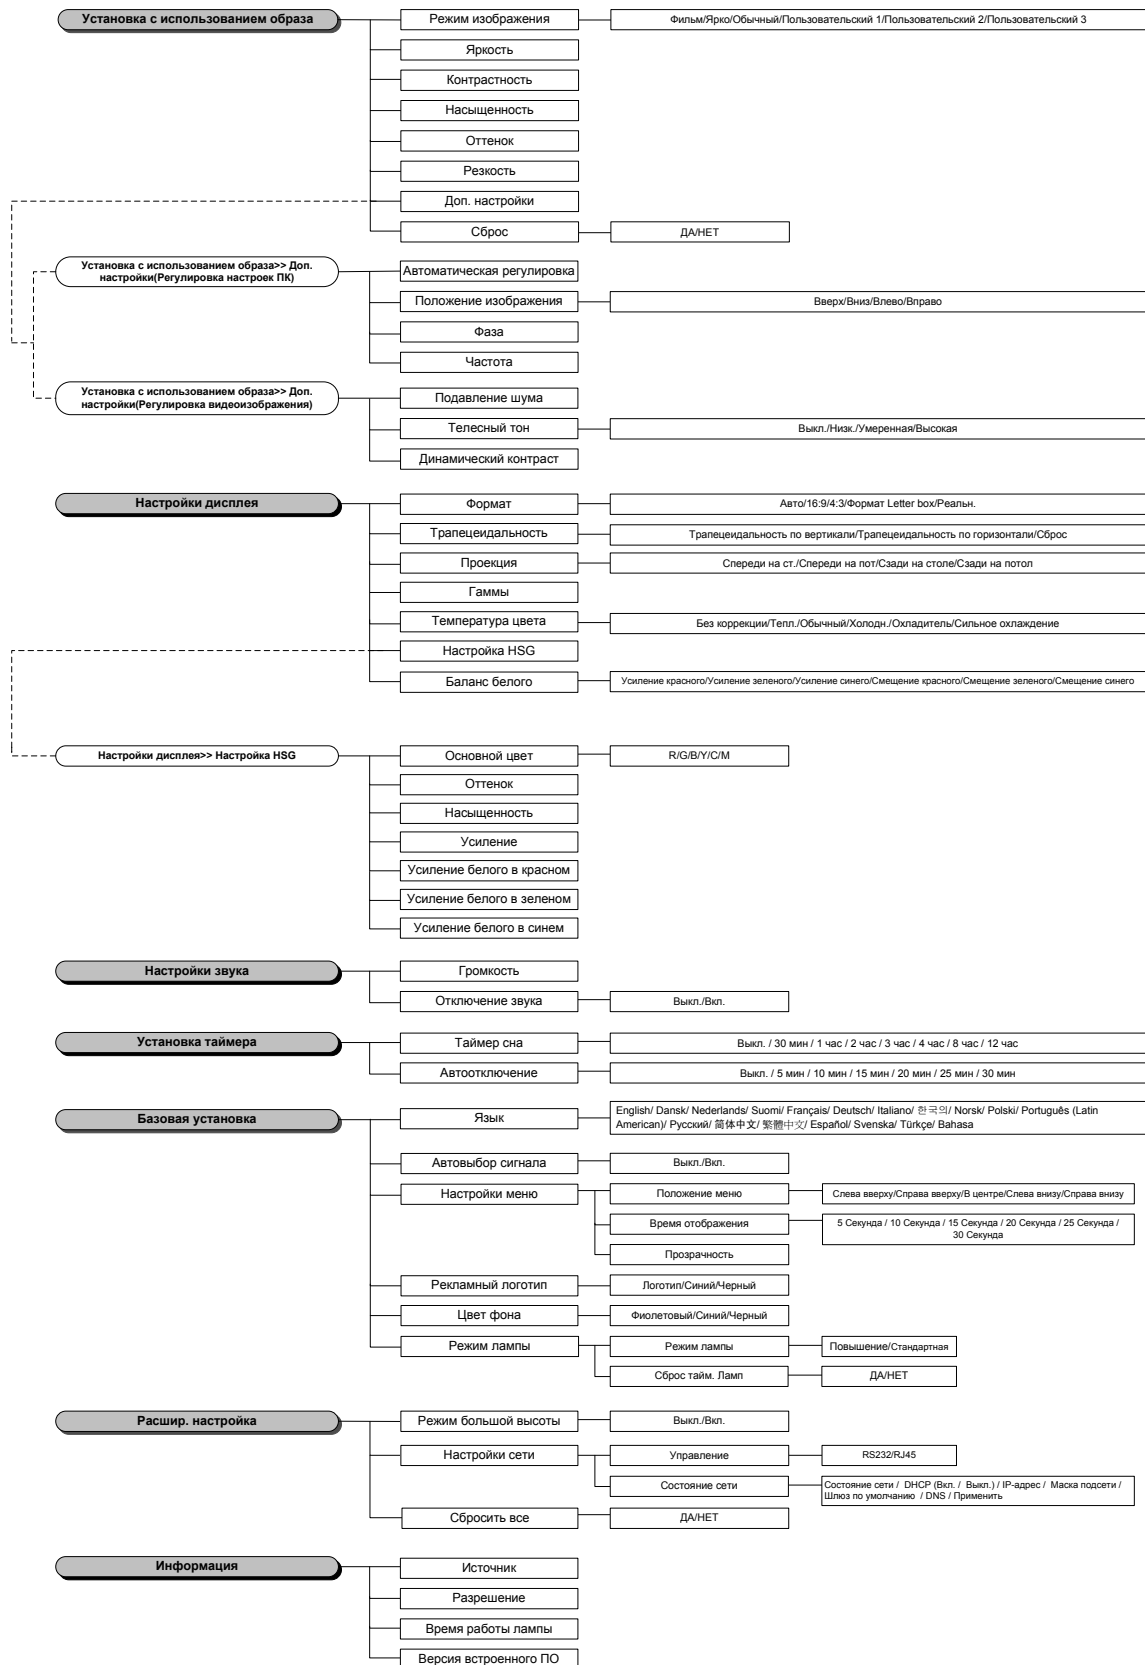 Установка с использованием образа
Режим изображения
Фильм/Ярко/Обычный/Пользовательский 1/Пользовательский 2/Пользовательский 3
Яркость
Контрастность
Насыщенность
Оттенок
Резкость
Доп. настройки
Сброс
ДА/НЕТ
Установка с использованием образа>> Доп.
настройки(Регулировка настроек ПК)
Автоматическая регулировка
Положение изображения
Вверх/Вниз/Влево/Вправо
Фаза
Частота
Установка с использованием образа>> Доп.
настройки(Регулировка видеоизображения)
Подавление шума
Телесный тон
Выкл./Низк./Умеренная/Высокая
Динамический контраст
Настройки дисплея
Формат
Авто/16:9/4:3/Формат Letter box/Реальн.
Трапецеидальность
Трапецеидальность по вертикали/Трапецеидальность по горизонтали/Сброс
Проекция
Спереди на ст./Спереди на пот/Сзади на столе/Сзади на потол
Гаммы
Температура цвета
Без коррекции/Тепл./Обычный/Холодн./Охладитель/Сильное охлаждение
Настройка HSG
Баланс белого
Усиление красного/Усиление зеленого/Усиление синего/Смещение красного/Смещение зеленого/Смещение синего
Настройки дисплея>> Настройка HSG
Основной цвет
R/G/B/Y/C/M
Оттенок
Насыщенность
Усиление
Усиление белого в красном
Усиление белого в зеленом
Усиление белого в синем
Настройки звука
Громкость
Отключение звука
Выкл./Вкл.
Установка таймера
Таймер сна
Выкл. / 30 мин / 1 час / 2 час / 3 час / 4 час / 8 час / 12 час
Автоотключение
Выкл. / 5 мин / 10 мин / 15 мин / 20 мин / 25 мин / 30 мин
Базовая установка
Язык
English/ Dansk/ Nederlands/ Suomi/ Français/ Deutsch/ Italiano/ 한국의/ Norsk/ Polski/ Português (Latin
American)/ Русский/ 简体中文/ 繁體中文/ Español/ Svenska/ Türkçe/ Bahasa
Автовыбор сигнала
Выкл./Вкл.
Настройки меню
Положение меню
Слева вверху/Справа вверху/В центре/Слева внизу/Справа внизу
Время отображения
5 Секунда / 10 Секунда / 15 Секунда / 20 Секунда / 25 Секунда /
30 Секунда
Прозрачность
Рекламный логотип
Логотип/Синий/Черный
Цвет фона
Фиолетовый/Синий/Черный
Режим лампы
Режим лампы
Повышение/Стандартная
Сброс тайм. Ламп
ДА/НЕТ
Расшир. настройка
Режим большой высоты
Выкл./Вкл.
Настройки сети
Управление
RS232/RJ45
Состояние сети
Состояние сети / DHCP (Вкл. / Выкл.) / IP-адрес / Маска подсети /
Шлюз по умолчанию / DNS / Применить
Сбросить все
ДА/НЕТ
Информация
Источник
Разрешение
Время работы лампы
Версия встроенного ПО